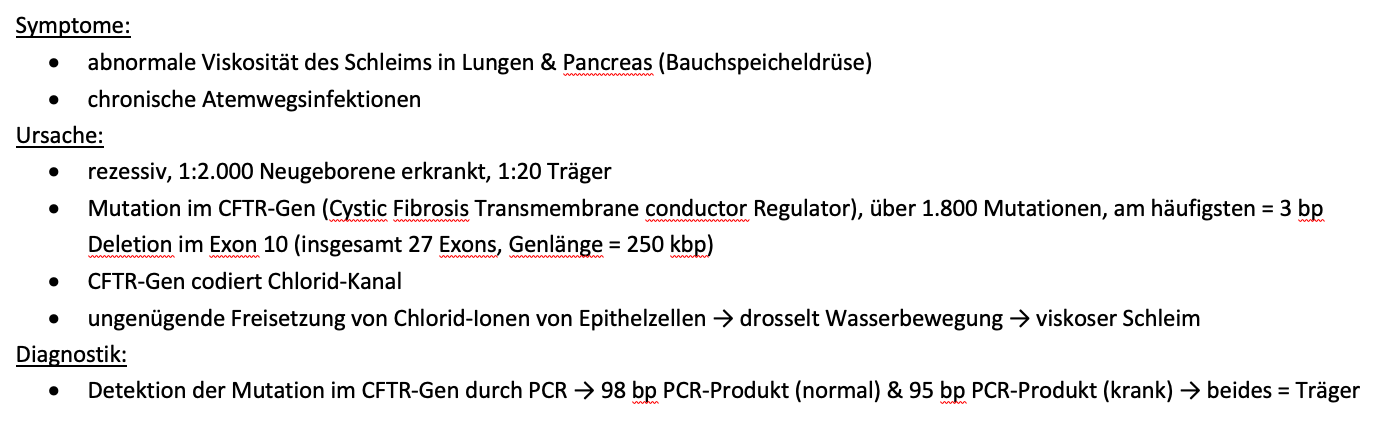 Symptome:
• abnormale Viskosität des Schleims in Lungen & Pancreas (Bauchspeicheldrüse)
• chronische Atemwegsinfektionen
Ursache:
• rezessiv, 1:2.000 Neugeborene erkrankt, 1:20 Träger
• Mutation im CFTR-Gen (Cystic Fibrosis Transmembrane conductor Regulator), über 1.800 Mutationen, am häufigsten = 3 bp
Deletion im Exon 10 (insgesamt 27 Exons, Genlänge = 250 kbp)
• CFTR-Gen codiert Chlorid-Kanal
• ungenügende Freisetzung von Chlorid-Ionen von Epithelzellen → drosselt Wasserbewegung → viskoser Schleim
Diagnostik:
• Detektion der Mutation im CFTR-Gen durch PCR → 98 bp PCR-Produkt (normal) & 95 bp PCR-Produkt (krank) → beides = Träger